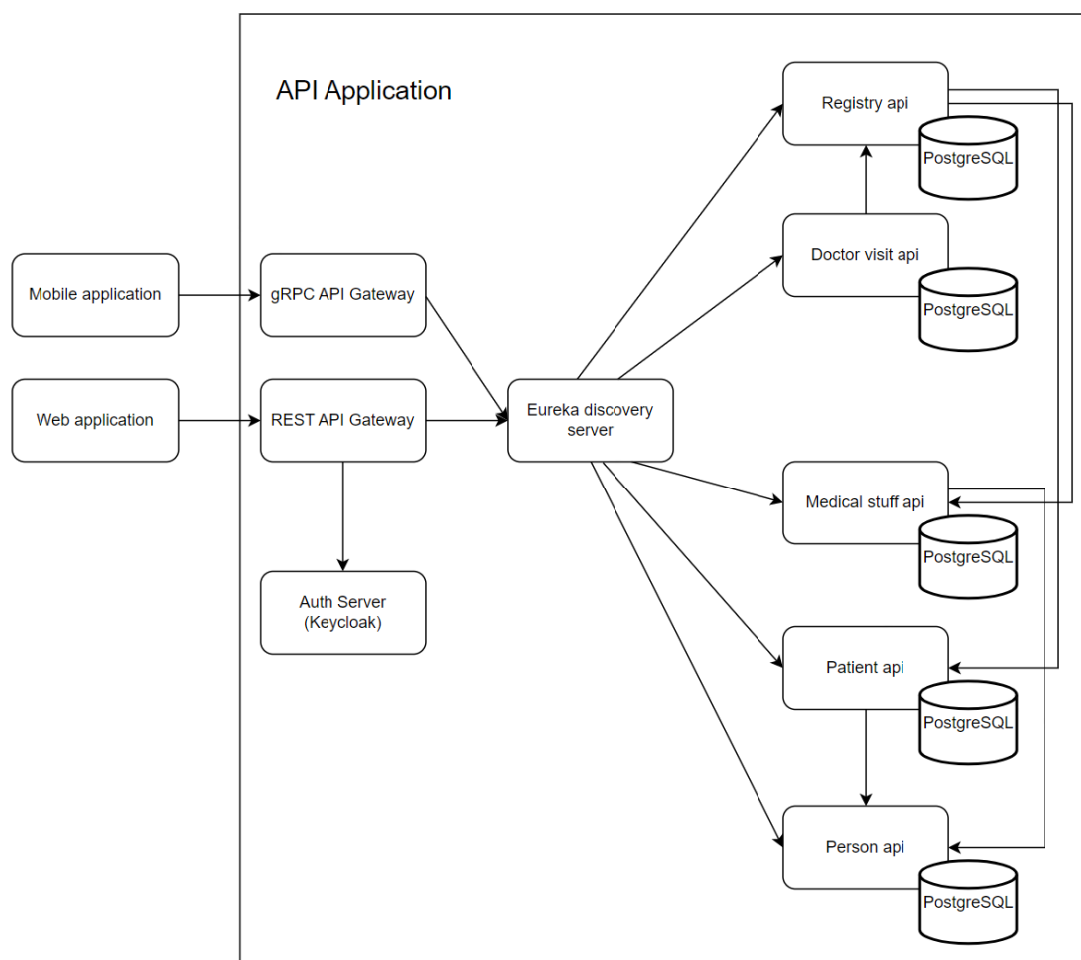 API Application
Registry api
PostgreSQL
Doctor visit api
PostgreSQL
Mobile application
gRPC API Gateway
Web application
REST API Gateway
Eureka discovery
server
Medical stuff api
PostgreSQL
Auth Server
(Keycloak)
Patient api
PostgreSQL
Person api
PostgreSQL